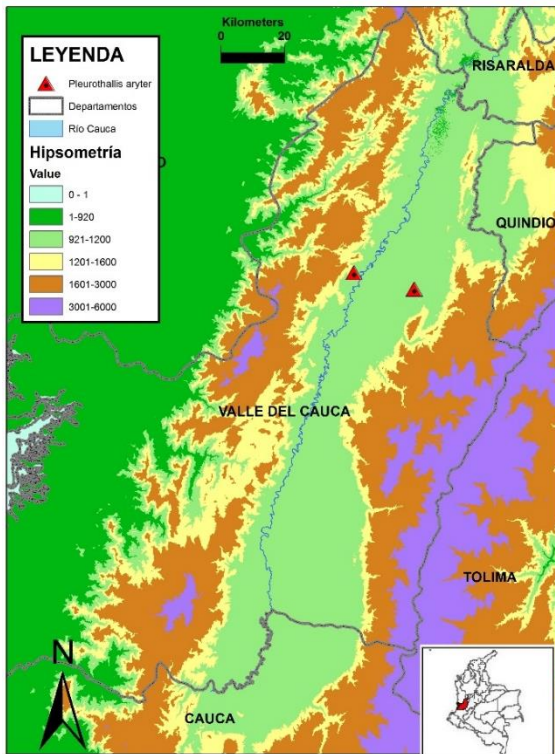 Kilometers
0 20
LEYENDA
Pleurothallis aryter
Departamentos
Río Cauca
Hipsometría
Value
0 - 1
1-920
921-1200
1201-1600
1601-3000
3001-6000
RISARALDA
QUINDIO
VALLE DEL CAUCA
TOLIMA
CAUCA
N